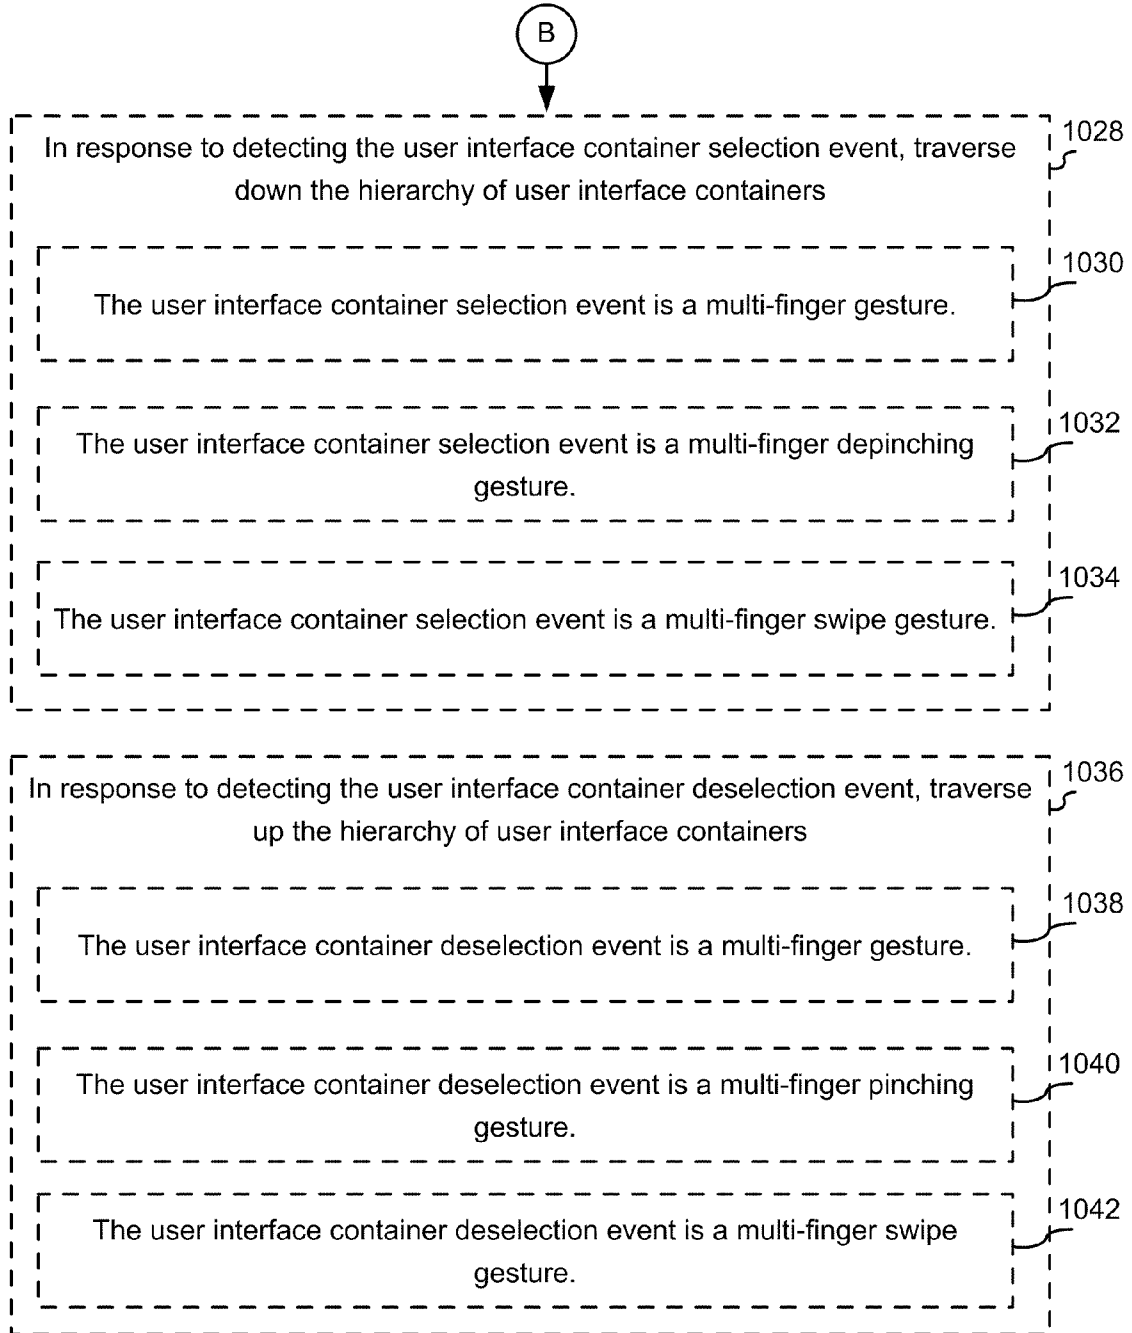 B
In response to detecting the user interface container selection event, traverse
down the hierarchy of user interface containers
1028
The user interface container selection event is a multi-finger gesture.
1030
The user interface container selection event is a multi-finger depinching
gesture.
1032
The user interface container selection event is a multi-finger swipe gesture.
1034
In response to detecting the user interface container deselection event, traverse
up the hierarchy of user interface containers
1036
The user interface container deselection event is a multi-finger gesture.
1038
The user interface container deselection event is a multi-finger pinching
gesture.
1040
The user interface container deselection event is a multi-finger swipe
gesture.
1042